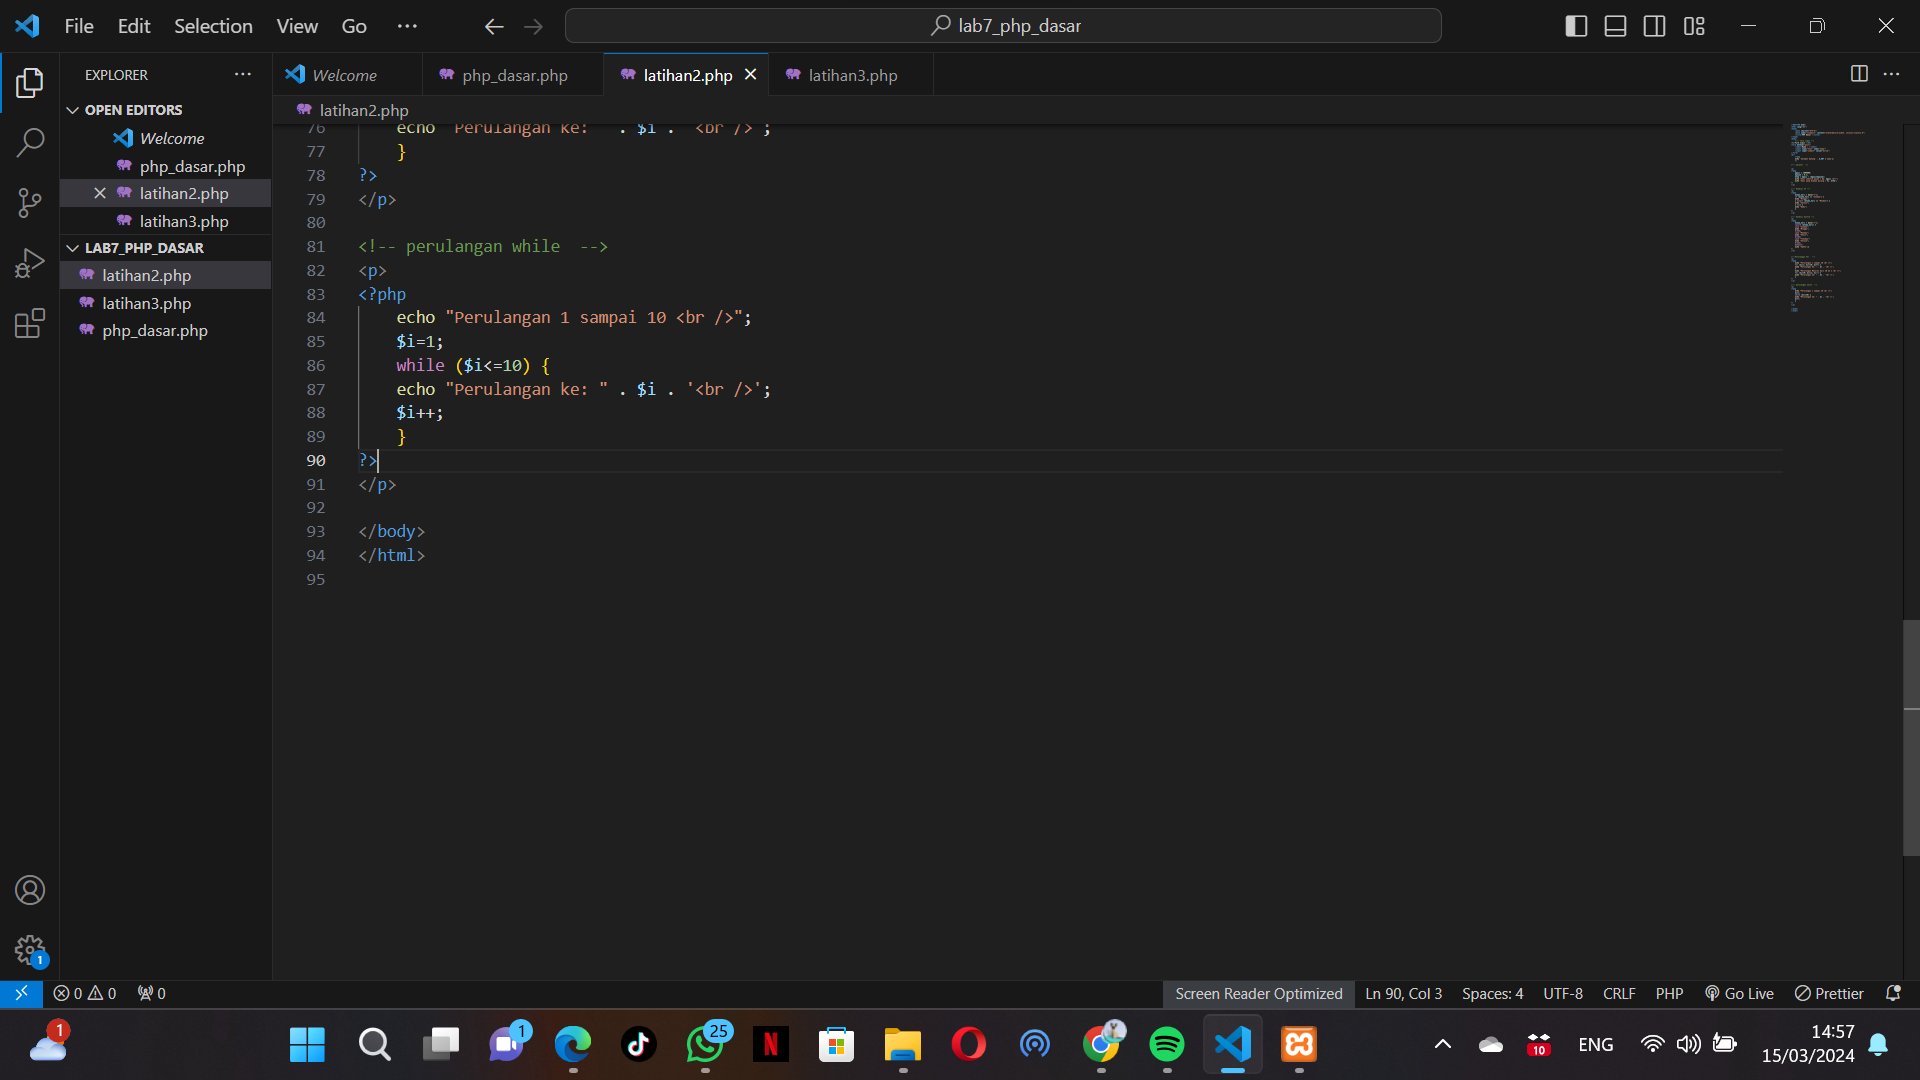 File Edit Selection View Go ··· lab7_php_dasar
EXPLORER ···
OPEN EDITORS
Welcome
php_dasar.php
latihan2.php
latihan3.php
LAB7_PHP_DASAR
latihan2.php
latihan3.php
php_dasar.php
Welcome php_dasar.php latihan2.php latihan3.php
latihan2.php
76 echo "Perulangan ke: " . $i . '<br />';
77 }
78 ?>
79 </p>
80
81 <!-- perulangan while  -->
82 <p>
83 <?php
84 echo "Perulangan 1 sampai 10 <br />";
85 $i=1;
86 while ($i<=10) {
87 echo "Perulangan ke: " . $i . '<br />';
88 $i++;
89 }
90 ?>
91 </p>
92
93 </body>
94 </html>
95
1
0 0 0 Screen Reader Optimized Ln 90, Col 3 Spaces: 4 UTF-8 CRLF PHP Go Live Prettier
1 1 25 N 10 ENG 14:57
15/03/2024